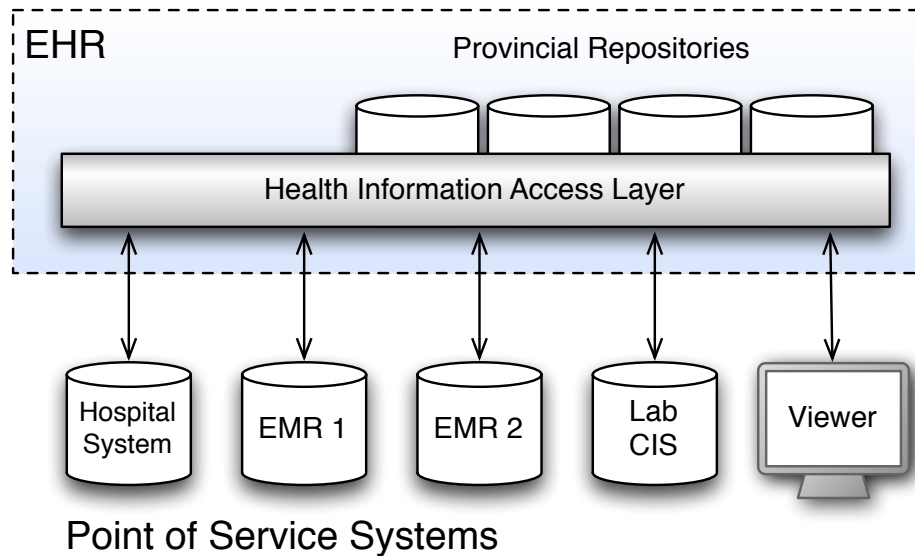 EHR
Provincial Repositories
Health Information Access Layer
Hospital
System
EMR 1
EMR 2
Lab
CIS
Viewer
Point of Service Systems